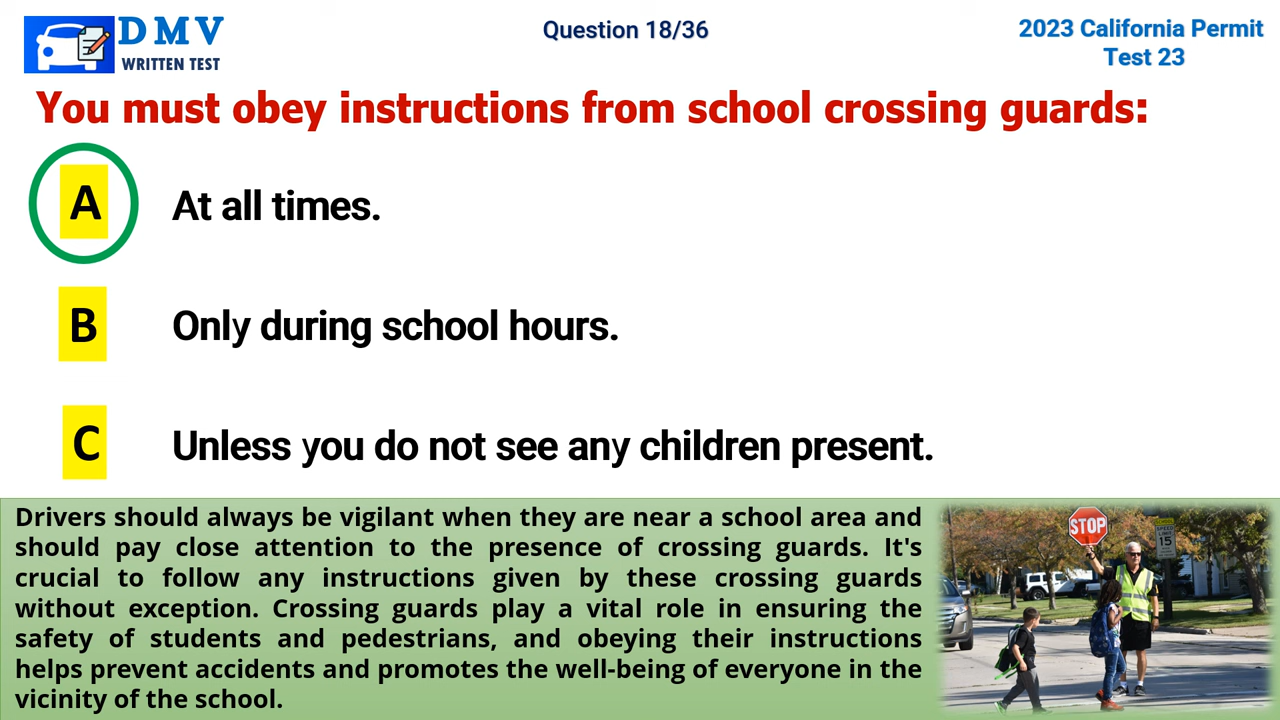 DMV
WRITTEN TEST
Question 18/36
2023 California Permit
Test 23
You must obey instructions from school crossing guards:
A
At all times.
B
Only during school hours.
C
Unless you do not see any children present.
Drivers should always be vigilant when they are near a school area and
should pay close attention to the presence of crossing guards. It's
crucial to follow any instructions given by these crossing guards
without exception. Crossing guards play a vital role in ensuring the
safety of students and pedestrians, and obeying their instructions
helps prevent accidents and promotes the well-being of everyone in the
vicinity of the school.
STOP
SPEED
LIMIT
15